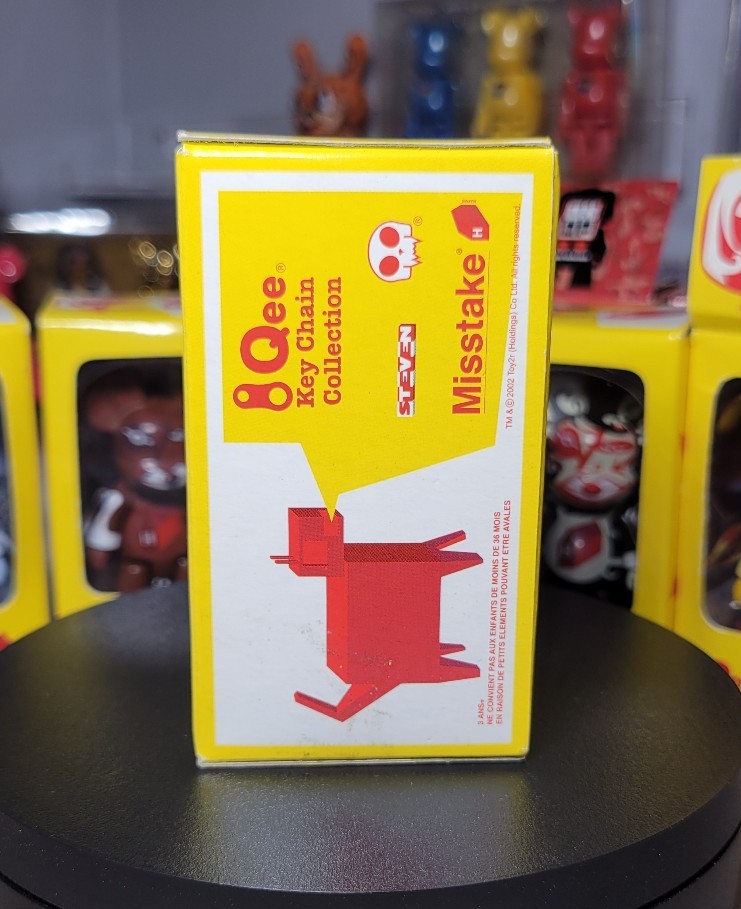 Qee®
Key Chain
Collection
®
STEVEN
Misstake®
H
TM & © 2002 Toy2r (Holdings) Co Ltd. All rights reserved.
3 ANS+
NE CONVIENT PAS AUX ENFANTS DE MOINS DE 36 MOIS
EN RAISON DE PETITS ELEMENTS POUVANT ETRE AVALES